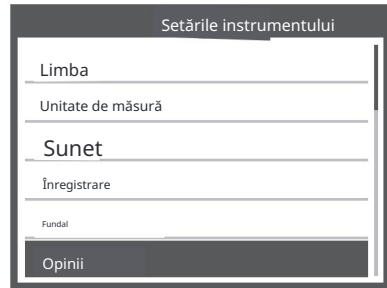 Setările instrumentului
Limba
Unitate de măsură
Sunet
Înregistrare
Fundal
Opinii